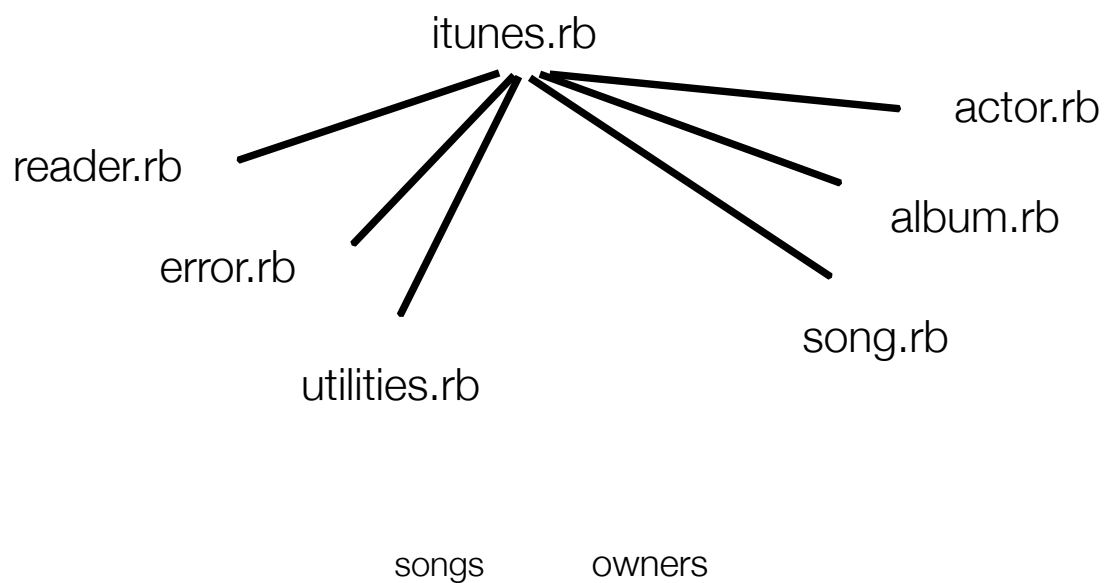 itunes.rb
actor.rb
reader.rb
album.rb
error.rb
song.rb
utilities.rb
songs
owners